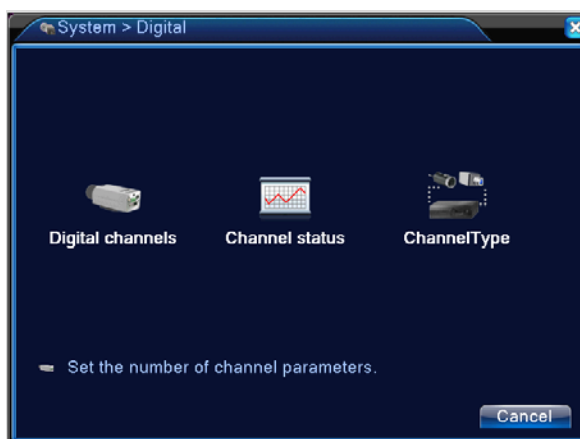 System > Digital
Digital channels
Channel status
ChannelType
Set the number of channel parameters.
Cancel